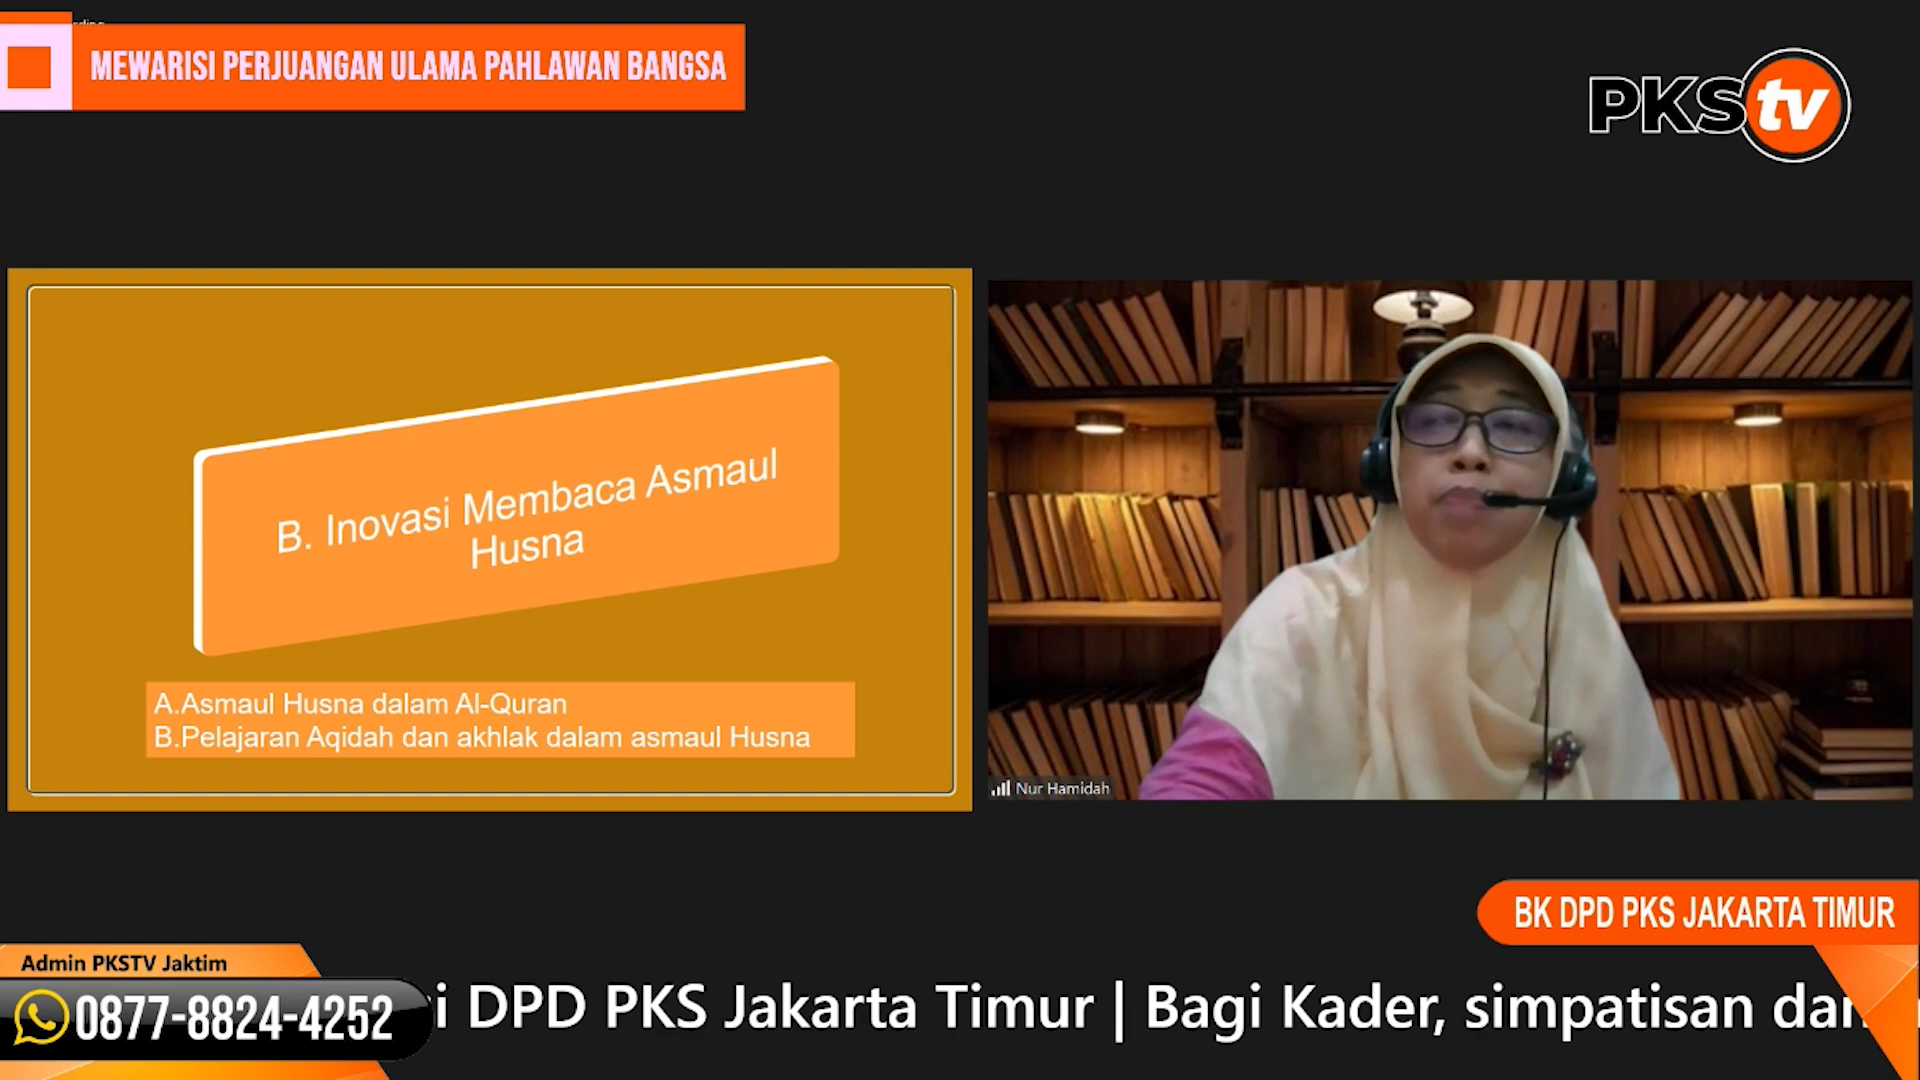 MEWARISI PERJUANGAN ULAMA PAHLAWAN BANGSA
PKStv
B. Inovasi Membaca Asmaul
Husna
A.Asmaul Husna dalam Al-Quran
B.Pelajaran Aqidah dan akhlak dalam asmaul Husna
Nur Hamidah
BK DPD PKS JAKARTA TIMUR
Admin PKSTV Jaktim
0877-8824-4252
DPD PKS Jakarta Timur | Bagi Kader, simpatisan dan